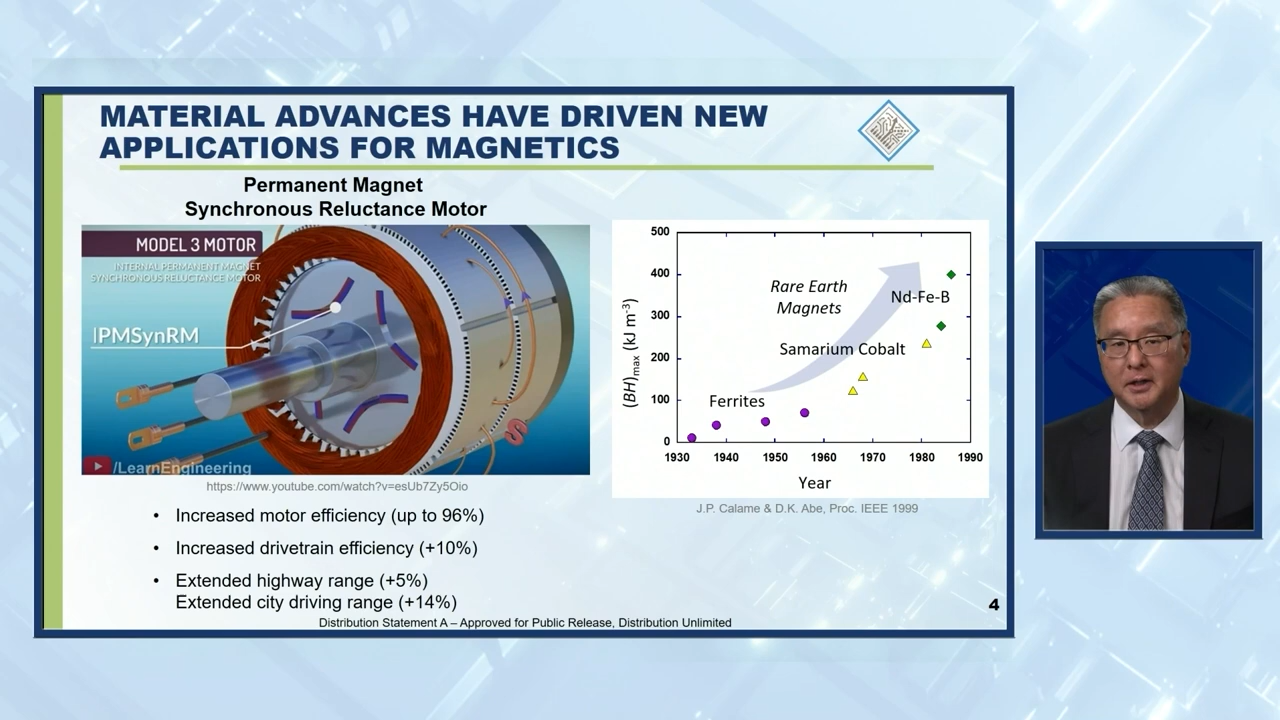 MATERIAL ADVANCES HAVE DRIVEN NEW
APPLICATIONS FOR MAGNETICS
Permanent Magnet
Synchronous Reluctance Motor
MODEL 3 MOTOR
INTERNAL PERMANENT MAGNET
SYNCHRONOUS RELUCTANCE MOTOR
IPMSynRM
S
/LearnEngineering
https://www.youtube.com/watch?v=esUb7Zy5Oio
• Increased motor efficiency (up to 96%)
• Increased drivetrain efficiency (+10%)
• Extended highway range (+5%)
Extended city driving range (+14%)
500
400
300
200
100
0
(BH)max (kJ m-3)
Rare Earth
Magnets
Nd-Fe-B
Samarium Cobalt
Ferrites
1930 1940 1950 1960 1970 1980 1990
Year
J.P. Calame & D.K. Abe, Proc. IEEE 1999
4
Distribution Statement A – Approved for Public Release, Distribution Unlimited